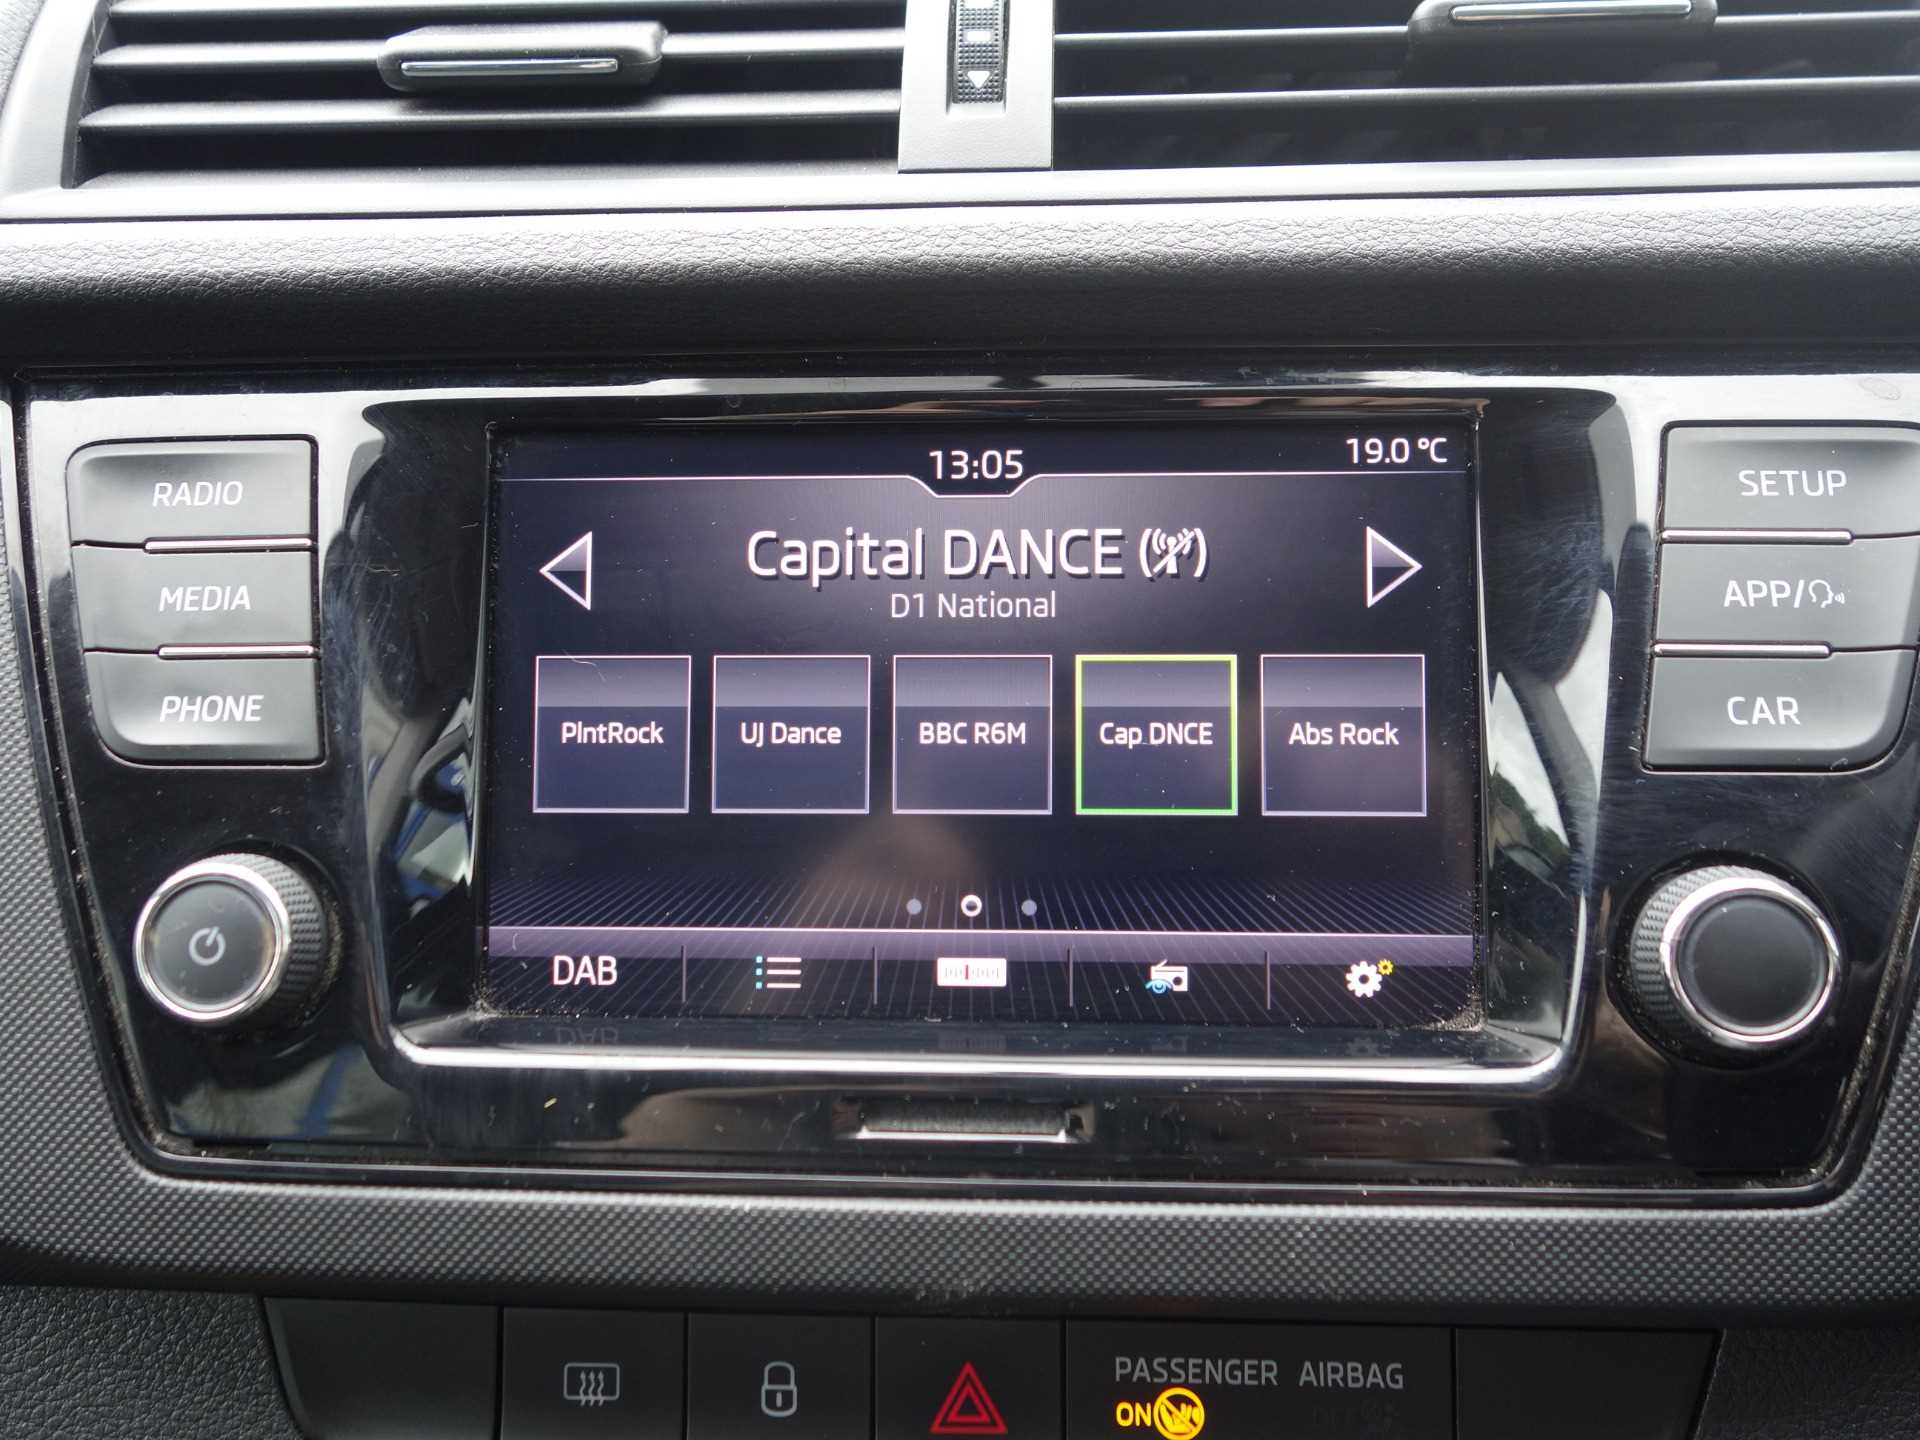 13:05
19.0 °C
RADIO
MEDIA
PHONE
Capital DANCE
D1 National
PlntRock
UJ Dance
BBC R6M
Cap DNCE
Abs Rock
DAB
SETUP
APP/
CAR
PASSENGER AIRBAG
ON
OFF